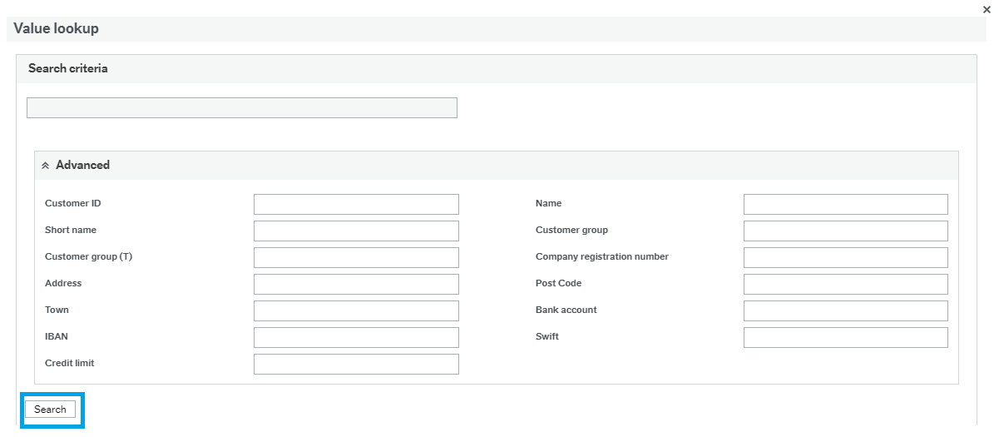 Value lookup
Search criteria
Advanced
Customer ID
Name
Short name
Customer group
Customer group (T)
Company registration number
Address
Post Code
Town
Bank account
IBAN
Swift
Credit limit
Search